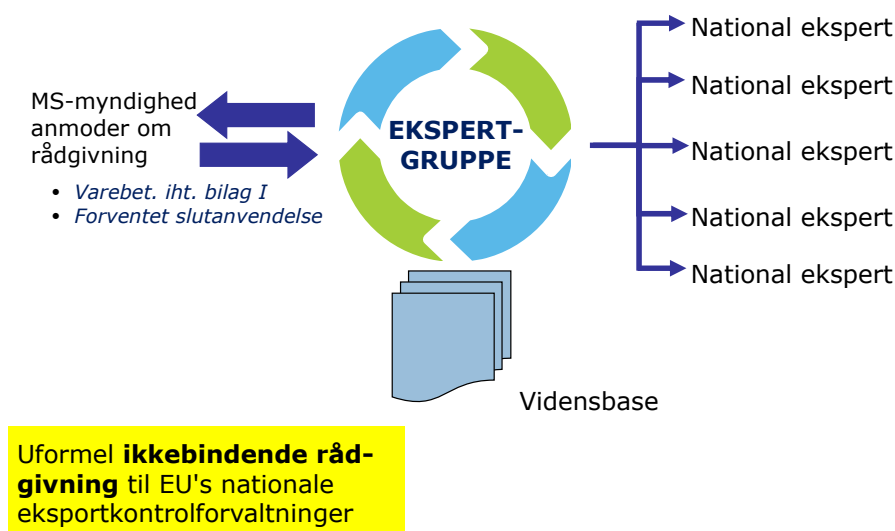 MS-myndighed
anmoder om
rådgivning
• Varebet. iht. bilag I
• Forventet slutanvendelse
EKSPERT-
GRUPPE
National ekspert
National ekspert
National ekspert
National ekspert
National ekspert
Vidensbase
Uformel ikkebindende råd-
givning til EU's nationale
eksportkontrolforvaltninger